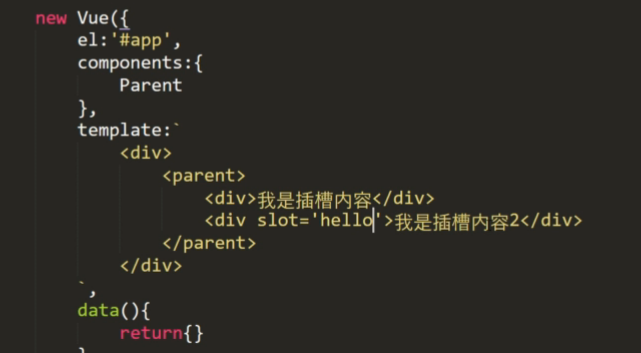 new Vue({
el:'#app',
components:{
Parent
},
template:`
<div>
<parent>
<div>我是插槽内容</div>
<div slot='hello'>我是插槽内容2</div>
</parent>
</div>
`,
data(){
return{}
}